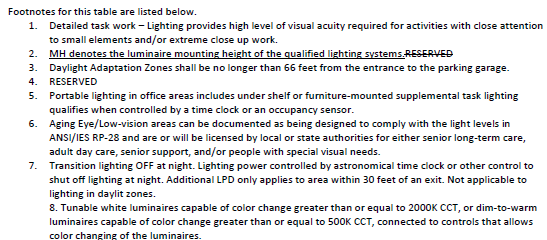 Footnotes for this table are listed below.
1. Detailed task work – Lighting provides high level of visual acuity required for activities with close attention
to small elements and/or extreme close up work.
2. MH denotes the luminaire mounting height of the qualified lighting systems.RESERVED
3. Daylight Adaptation Zones shall be no longer than 66 feet from the entrance to the parking garage.
4. RESERVED
5. Portable lighting in office areas includes under shelf or furniture-mounted supplemental task lighting
qualifies when controlled by a time clock or an occupancy sensor.
6. Aging Eye/Low-vision areas can be documented as being designed to comply with the light levels in
ANSI/IES RP-28 and are or will be licensed by local or state authorities for either senior long-term care,
adult day care, senior support, and/or people with special visual needs.
7. Transition lighting OFF at night. Lighting power controlled by astronomical time clock or other control to
shut off lighting at night. Additional LPD only applies to area within 30 feet of an exit. Not applicable to
lighting in daylit zones.
8. Tunable white luminaires capable of color change greater than or equal to 2000K CCT, or dim-to-warm
luminaires capable of color change greater than or equal to 500K CCT, connected to controls that allows
color changing of the luminaires.